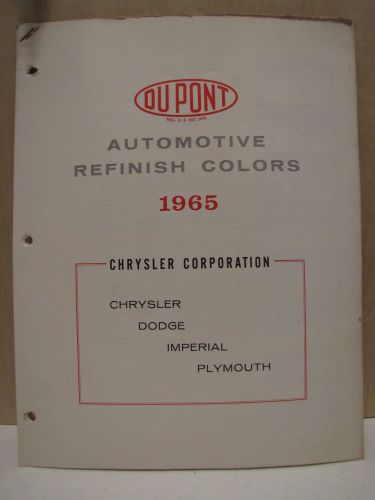 DU PONT
REG. U.S. PAT. OFF.
AUTOMOTIVE
REFINISH COLORS
1965
CHRYSLER CORPORATION
CHRYSLER
DODGE
IMPERIAL
PLYMOUTH